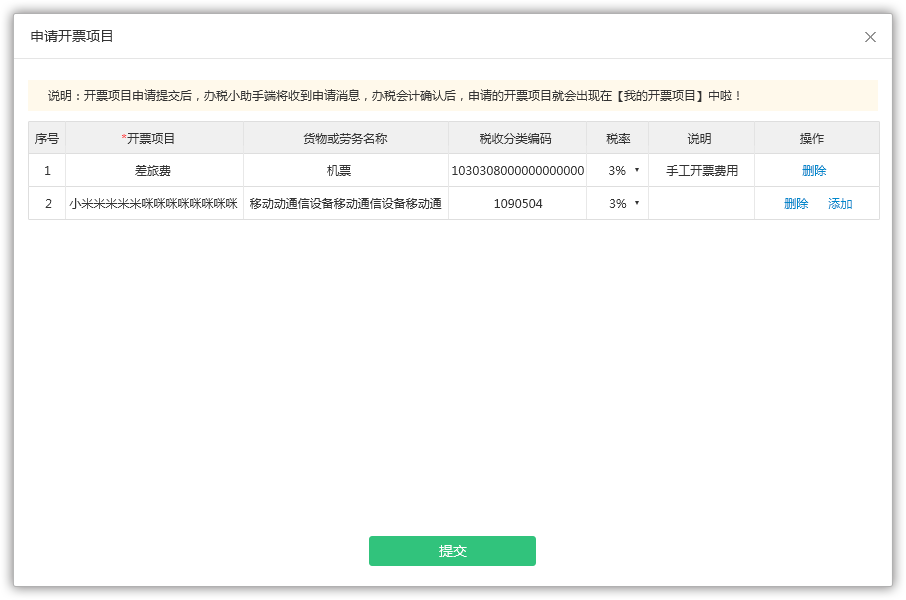 申请开票项目
说明：开票项目申请提交后，办税小助手端将收到申请消息，办税会计确认后，申请的开票项目就会出现在【我的开票项目】中啦！
序号 *开票项目 货物或劳务名称 税收分类编码 税率 说明 操作
1 差旅费 机票 1030308000000000000 3% 手工开票费用 删除
2 小米米米米米咪咪咪咪咪咪咪咪 移动动通信设备移动通信设备移动通 1090504 3% 删除 添加
提交